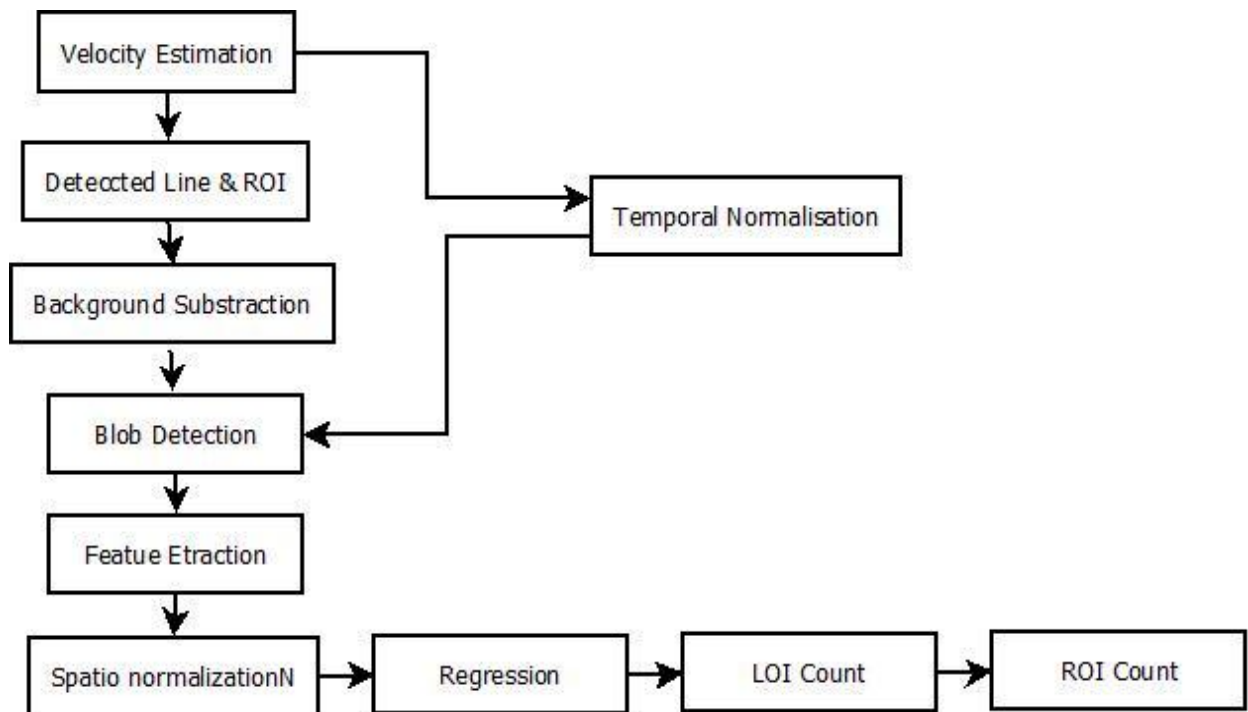 Velocity Estimation
Deteccted Line & ROI
Temporal Normalisation
Background Substraction
Blob Detection
Featue Etraction
Spatio normalizationN
Regression
LOI Count
ROI Count